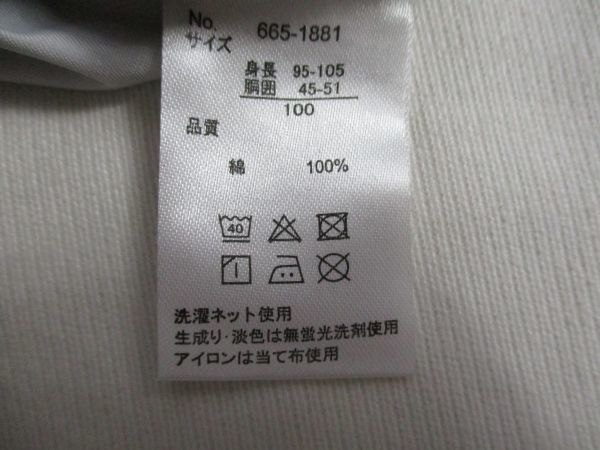 No. 665-1881
サイズ
身長 95-105
胴囲 45-51
100
品質
綿 100%
40
洗濯ネット使用
生成り・淡色は無蛍光洗剤使用
アイロンは当て布使用